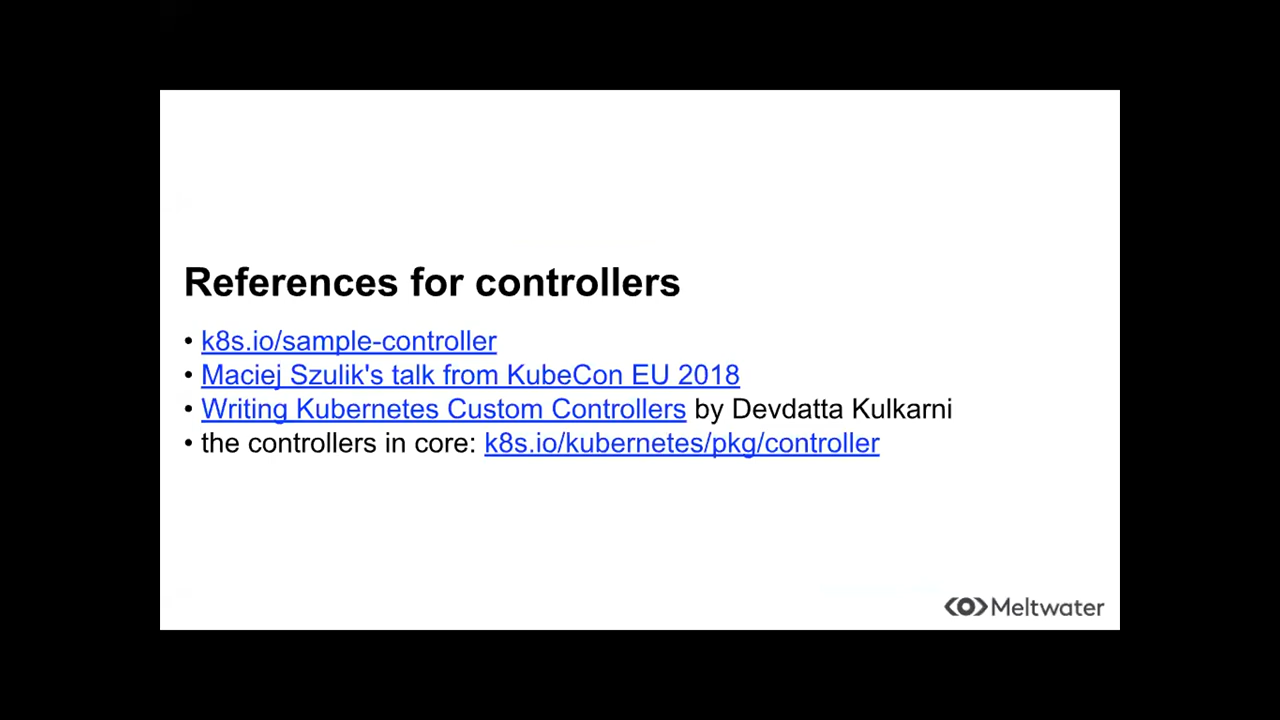 References for controllers
• k8s.io/sample-controller
• Maciej Szulik's talk from KubeCon EU 2018
• Writing Kubernetes Custom Controllers by Devdatta Kulkarni
• the controllers in core: k8s.io/kubernetes/pkg/controller
Meltwater